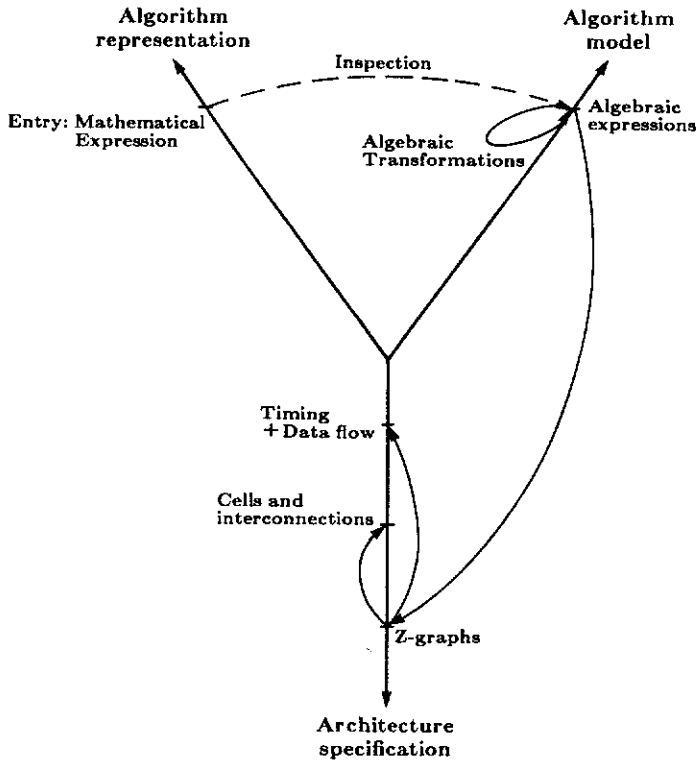 Algorithm
representation
Algorithm
model
Inspection
Entry: Mathematical
Expression
Algebraic
expressions
Algebraic
Transformations
Timing
+ Data flow
Cells and
interconnections
Z-graphs
Architecture
specification